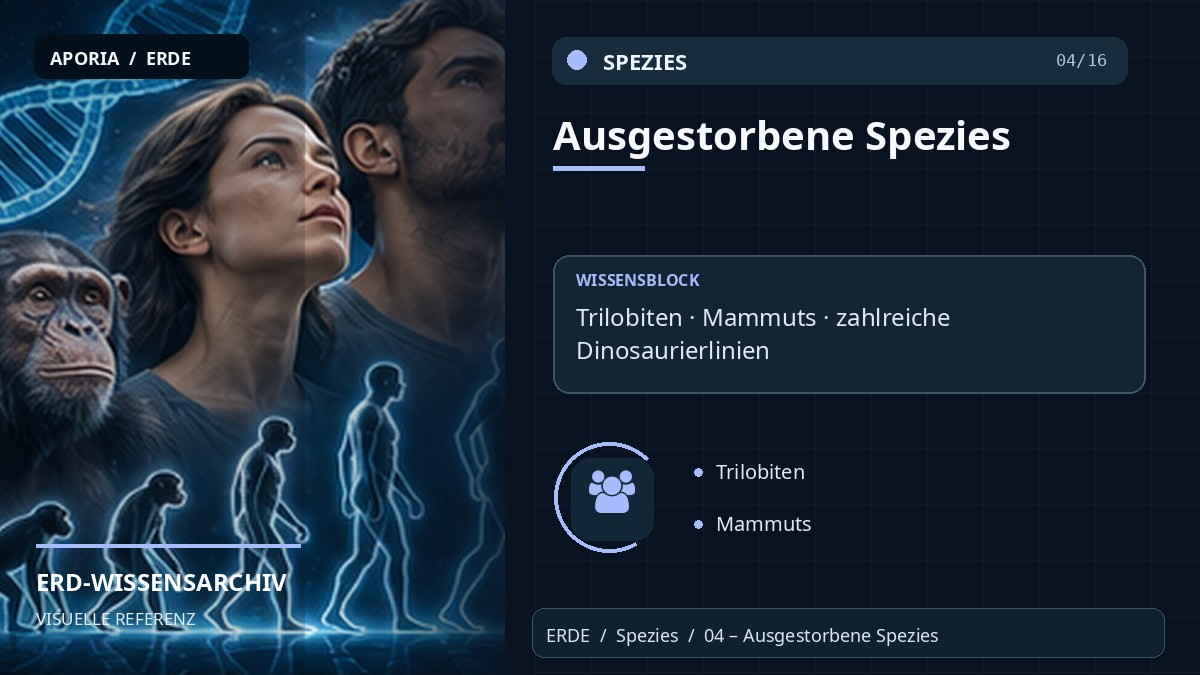 APORIA / ERDE
ERD-WISSENSARCHIV
VISUELLE REFERENZ
SPEZIES 04/16
Ausgestorbene Spezies
WISSENSBLOCK
Trilobiten · Mammuts · zahlreiche
Dinosaurierlinien
Trilobiten
Mammuts
ERDE / Spezies / 04 – Ausgestorbene Spezies